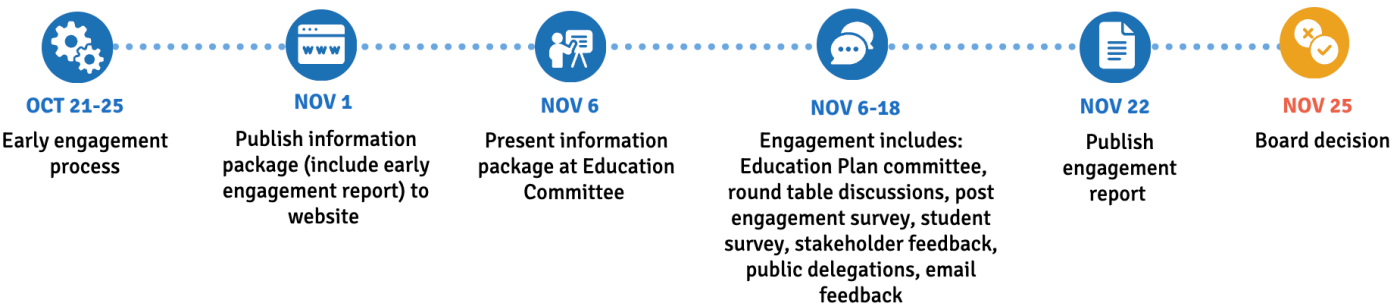 www
OCT 21-25
Early engagement
process
NOV 1
Publish information
package (include early
engagement report) to
website
NOV 6
Present information
package at Education
Committee
NOV 6-18
Engagement includes:
Education Plan committee,
round table discussions, post
engagement survey, student
survey, stakeholder feedback,
public delegations, email
feedback
NOV 22
Publish
engagement
report
NOV 25
Board decision